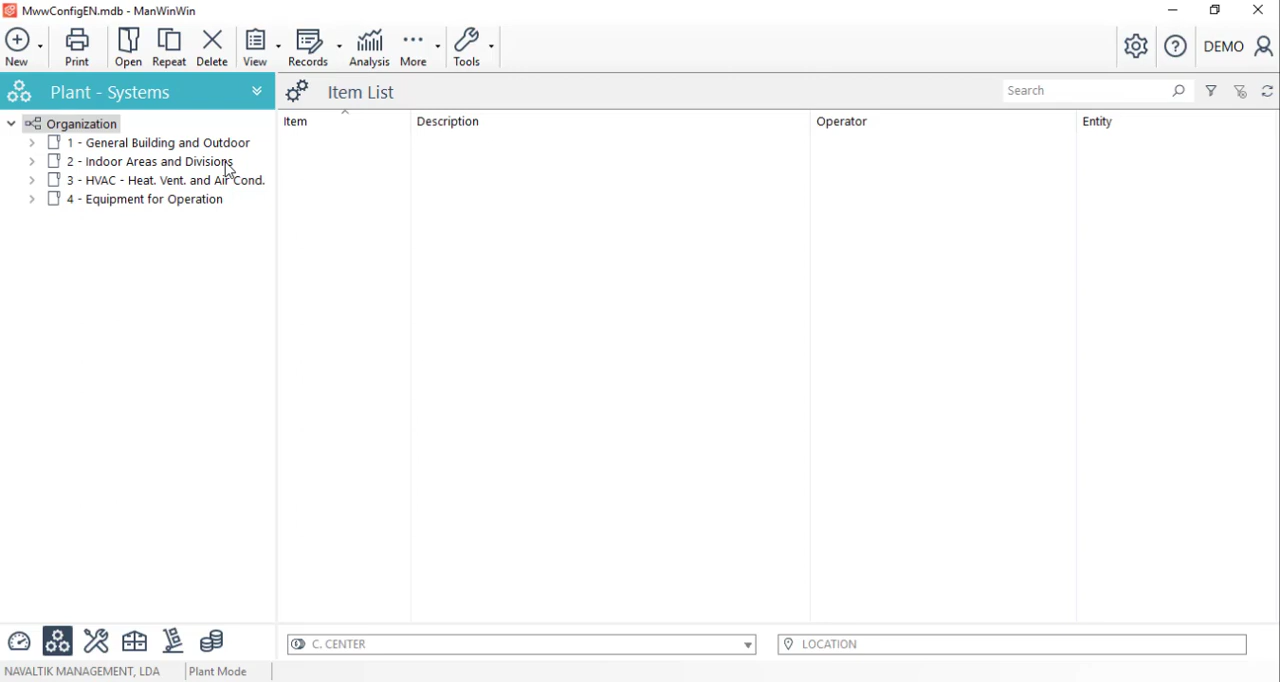 MwwConfigEN.mdb - ManWinWin
New Print Open Repeat Delete View Records Analysis More Tools DEMO
Plant - Systems
Item List
Search
Organization
Item Description Operator Entity
1 - General Building and Outdoor
2 - Indoor Areas and Divisions
3 - HVAC - Heat. Vent. and Air Cond.
4 - Equipment for Operation
C. CENTER LOCATION
NAVALTIK MANAGEMENT, LDA Plant Mode